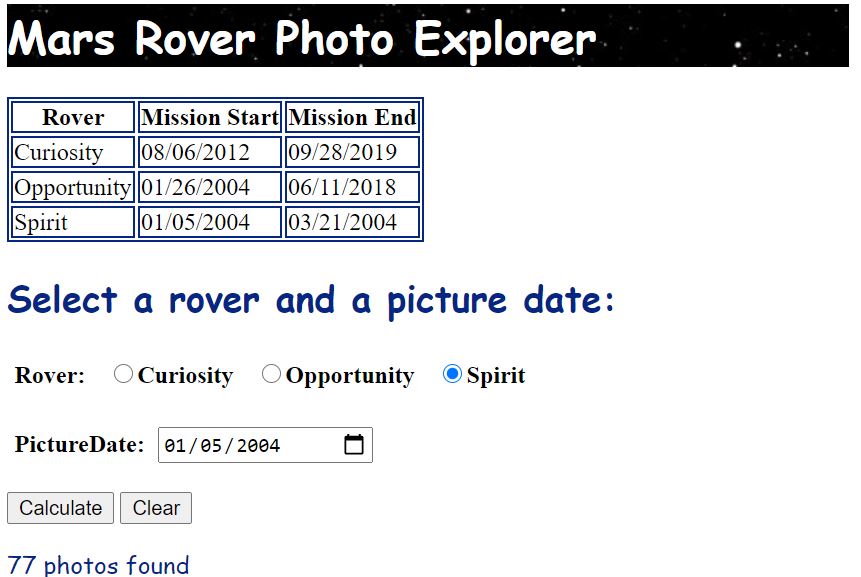 Mars Rover Photo Explorer
Rover Mission Start Mission End
Curiosity 08/06/2012 09/28/2019
Opportunity 01/26/2004 06/11/2018
Spirit 01/05/2004 03/21/2004
Select a rover and a picture date:
Rover: Curiosity Opportunity Spirit
PictureDate: 01/05/2004
Calculate Clear
77 photos found